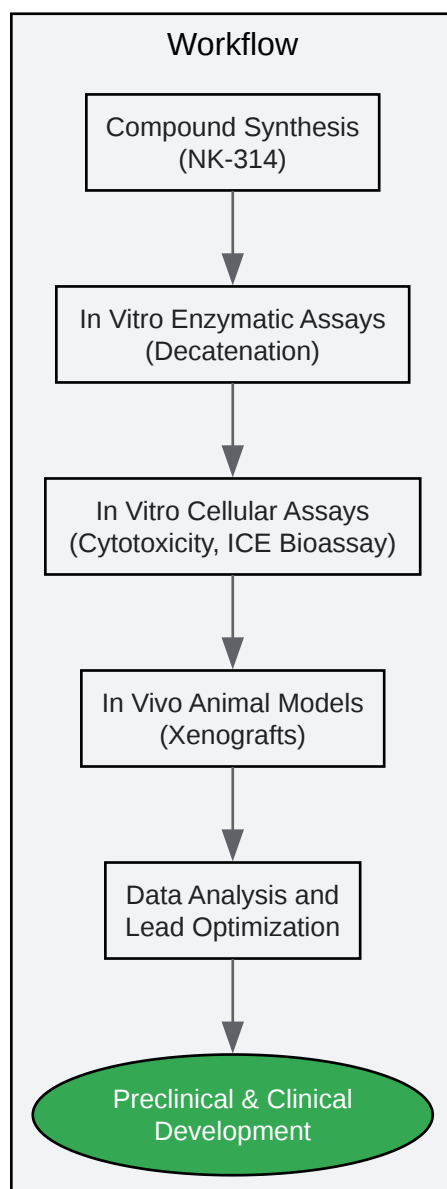 Workflow
Compound Synthesis
(NK-314)
In Vitro Enzymatic Assays
(Decatenation)
In Vitro Cellular Assays
(Cytotoxicity, ICE Bioassay)
In Vivo Animal Models
(Xenografts)
Data Analysis and
Lead Optimization
Preclinical & Clinical
Development